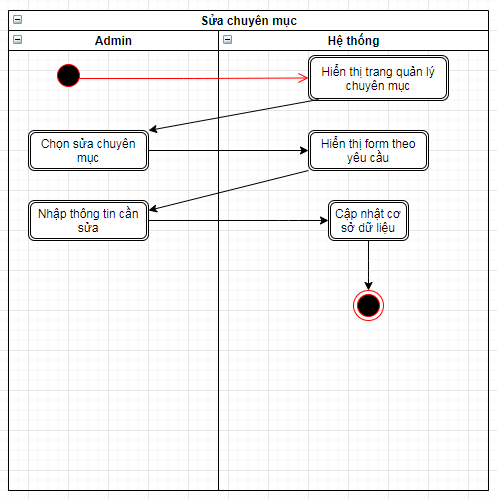 Sửa chuyên mục
Admin
Hệ thống
Hiển thị trang quản lý
chuyên mục
Chọn sửa chuyên
mục
Hiển thị form theo
yêu cầu
Nhập thông tin cần
sửa
Cập nhật cơ
sở dữ liệu